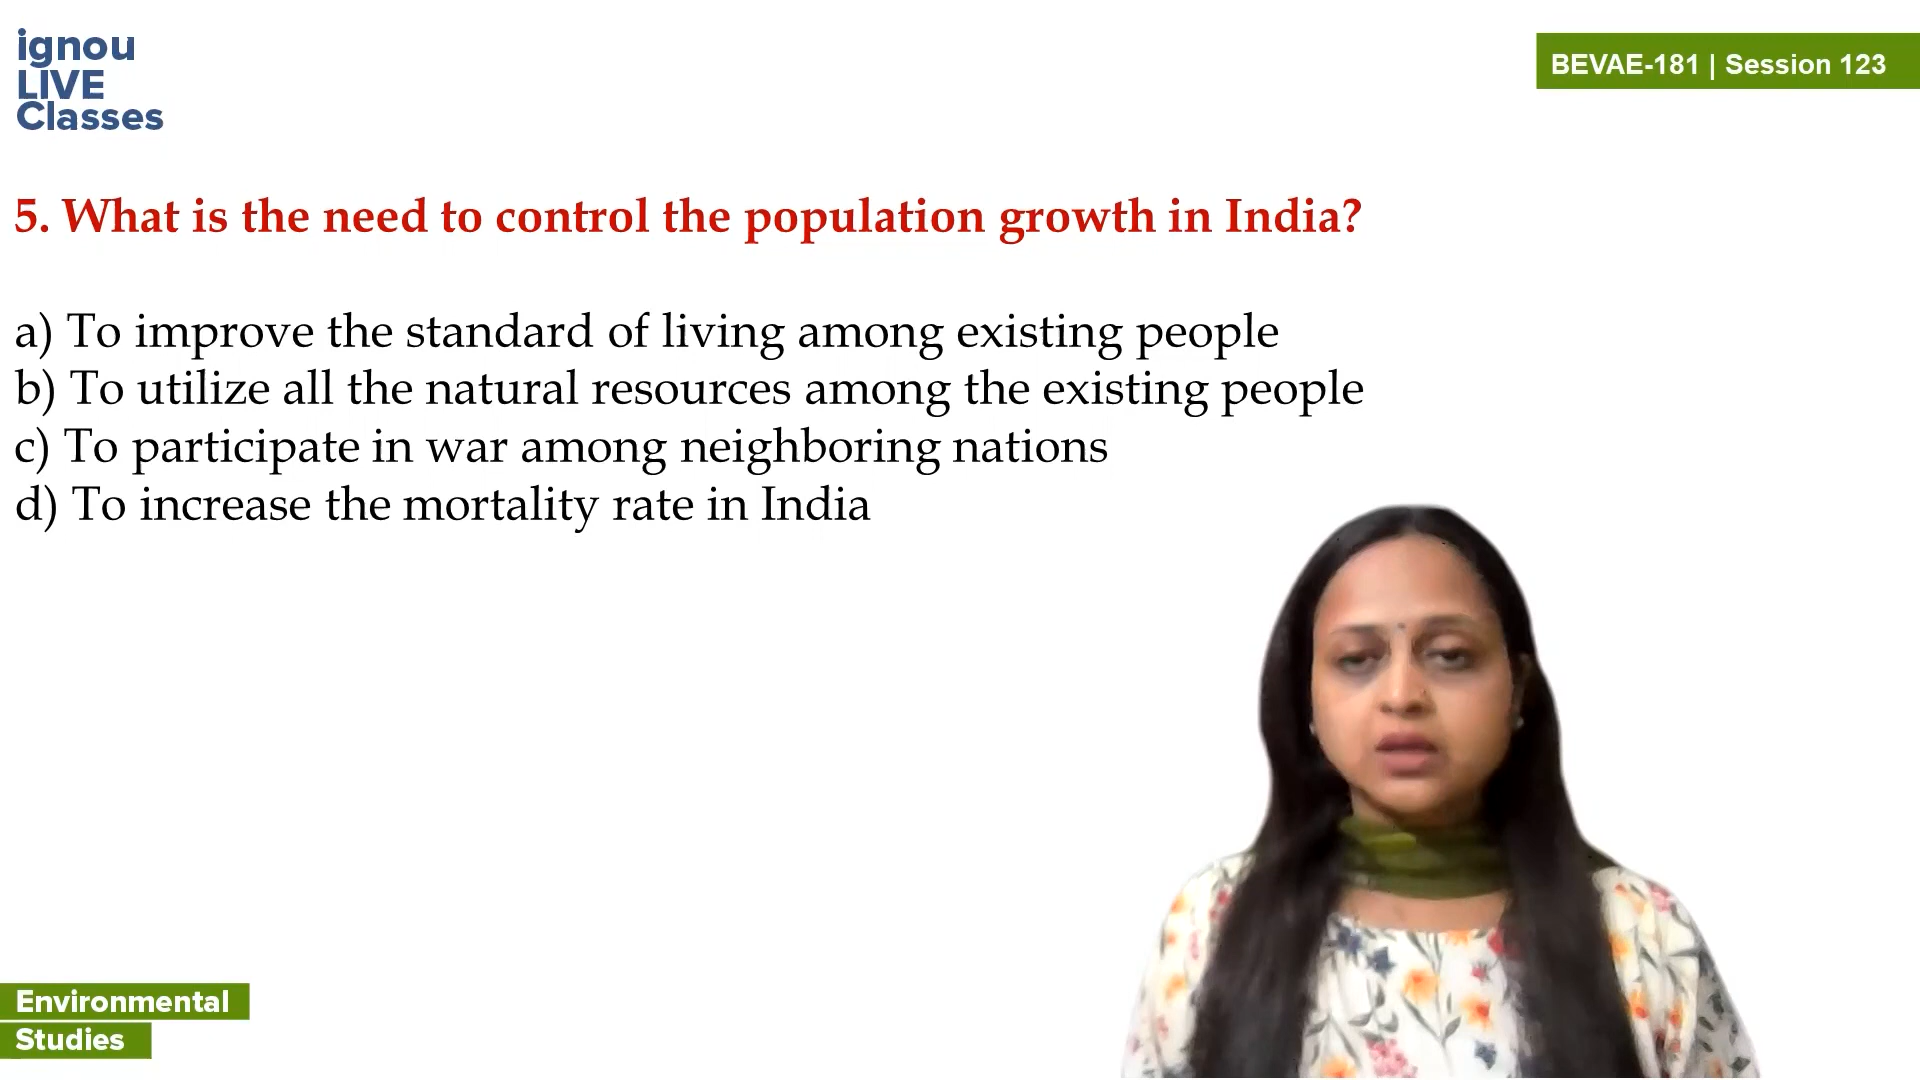 ignou
LIVE
Classes
BEVAE-181 | Session 123
5. What is the need to control the population growth in India?
a) To improve the standard of living among existing people
b) To utilize all the natural resources among the existing people
c) To participate in war among neighboring nations
d) To increase the mortality rate in India
Environmental
Studies